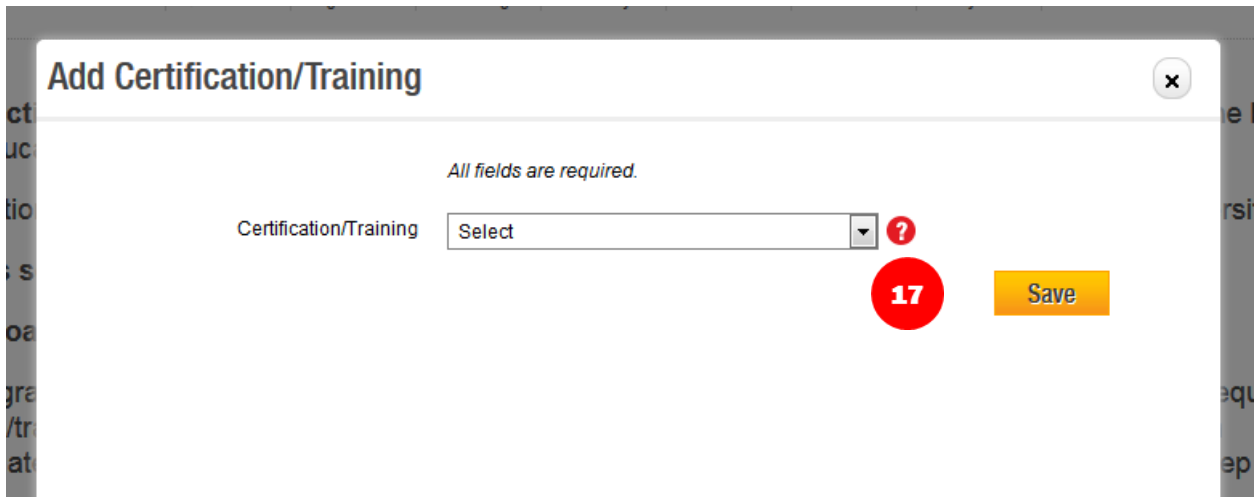 Add Certification/Training
All fields are required.
Certification/Training Select ?
17 Save